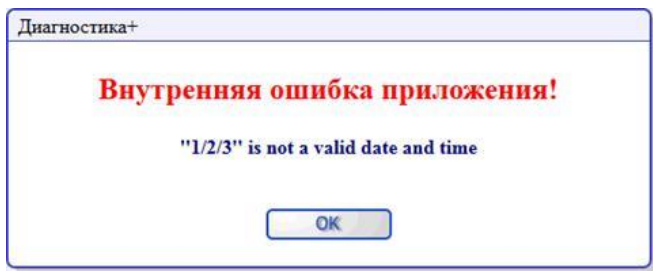 Диагностика+
Внутренняя ошибка приложения!
"1/2/3" is not a valid date and time
OK